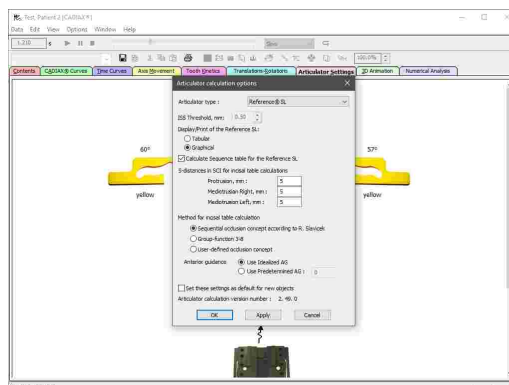 Test, Patient 2 [CADIAX®]
Data Edit View Options Window Help
1.210 s Slow
100.0%
Contents CADIAX® Curves Time Curves Axis Movement Tooth Kinetics Translations-Rotations Articulator Settings 3D Animation Numerical Analysis
Articulator calculation options
Articulator type : Reference® SL
ISS Threshold, mm: 0.30
Display/Print of the Reference SL:
Tabular
Graphical
Calculate Sequence table for the Reference SL
S-distances in SCI for incisal table calculations
Protrusion, mm : 5
Mediotrusion Right, mm : 5
Mediotrusion Left, mm : 5
Method for incisal table calculation
Sequential occlusion concept according to R. Slavicek
Group-function 3-8
User-defined occlusion concept
Anterior guidance Use Idealized AG
Use Predetermined AG : 0
Set these settings as default for new objects
Articulator calculation version number : 2. 49. 0
OK Apply Cancel
60°
yellow
57°
yellow